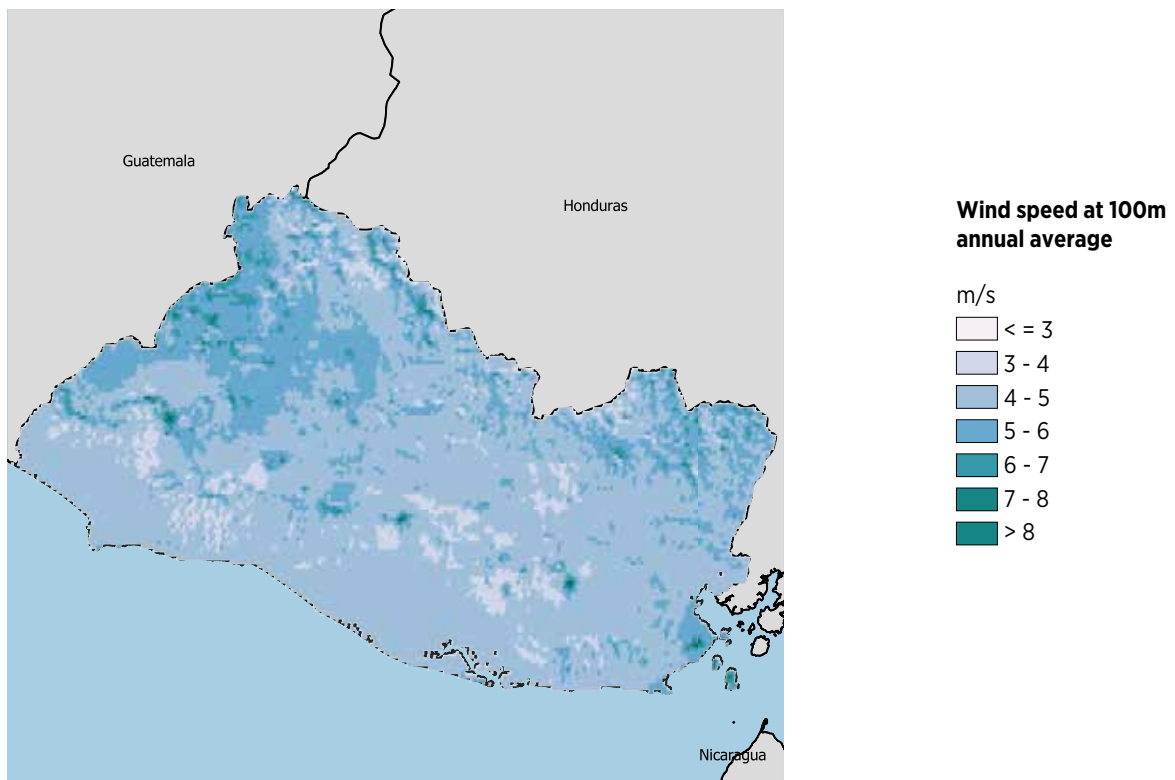 Guatemala
Honduras
Nicaragua
Wind speed at 100m
annual average
m/s
< = 3
3 - 4
4 - 5
5 - 6
6 - 7
7 - 8
> 8